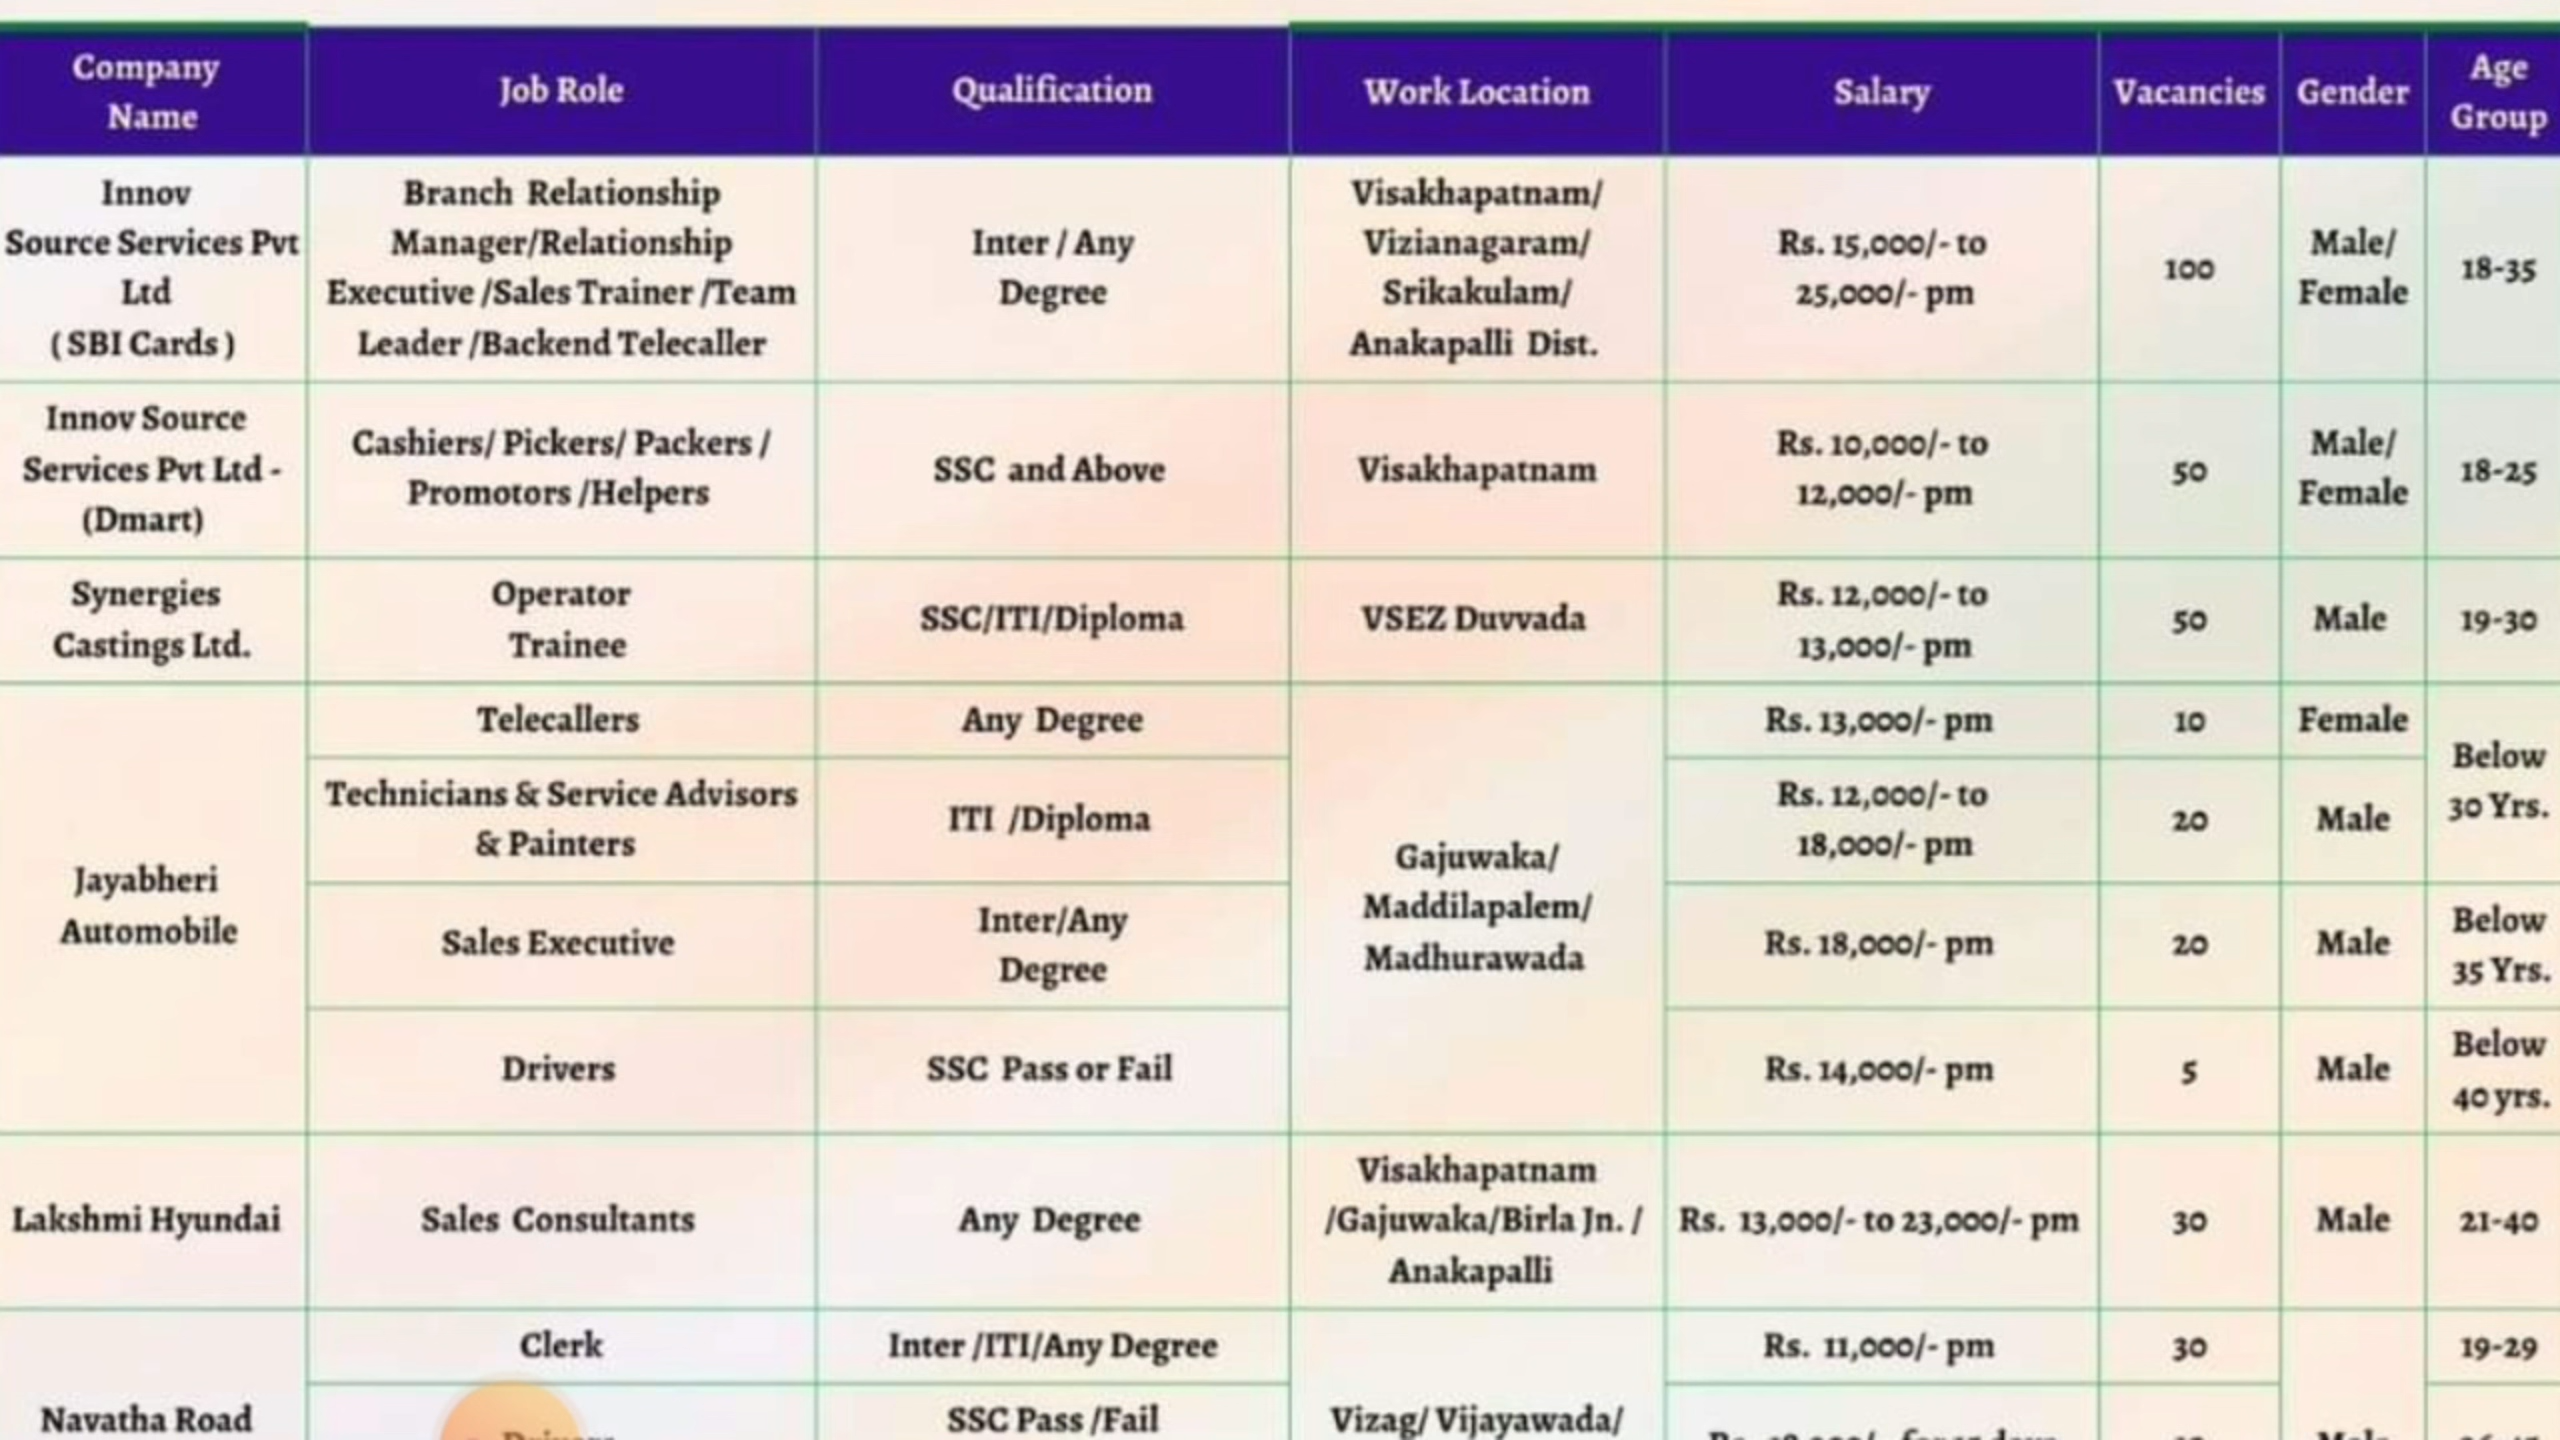 Company Name
Job Role
Qualification
Work Location
Salary
Vacancies
Gender
Age Group
Innov
Source Services Pvt
Ltd
( SBI Cards )
Branch Relationship
Manager/Relationship
Executive /Sales Trainer /Team
Leader /Backend Telecaller
Inter / Any
Degree
Visakhapatnam/
Vizianagaram/
Srikakulam/
Anakapalli Dist.
Rs. 15,000/- to
25,000/- pm
100
Male/
Female
18-35
Innov Source
Services Pvt Ltd -
(Dmart)
Cashiers/ Pickers/ Packers /
Promotors /Helpers
SSC and Above
Visakhapatnam
Rs. 10,000/- to
12,000/- pm
50
Male/
Female
18-25
Synergies
Castings Ltd.
Operator
Trainee
SSC/ITI/Diploma
VSEZ Duvvada
Rs. 12,000/- to
13,000/- pm
50
Male
19-30
Jayabheri
Automobile
Telecallers
Any Degree
Gajuwaka/
Maddilapalem/
Madhurawada
Rs. 13,000/- pm
10
Female
Below
30 Yrs.
Technicians & Service Advisors
& Painters
ITI /Diploma
Rs. 12,000/- to
18,000/- pm
20
Male
Sales Executive
Inter/Any
Degree
Rs. 18,000/- pm
20
Male
Below
35 Yrs.
Drivers
SSC Pass or Fail
Rs. 14,000/- pm
5
Male
Below
40 yrs.
Lakshmi Hyundai
Sales Consultants
Any Degree
Visakhapatnam
/Gajuwaka/Birla Jn. /
Anakapalli
Rs. 13,000/- to 23,000/- pm
30
Male
21-40
Navatha Road
Clerk
Inter /ITI/Any Degree
Vizag/ Vijayawada/
Rs. 11,000/- pm
30
19-29
Drivers
SSC Pass /Fail
Male